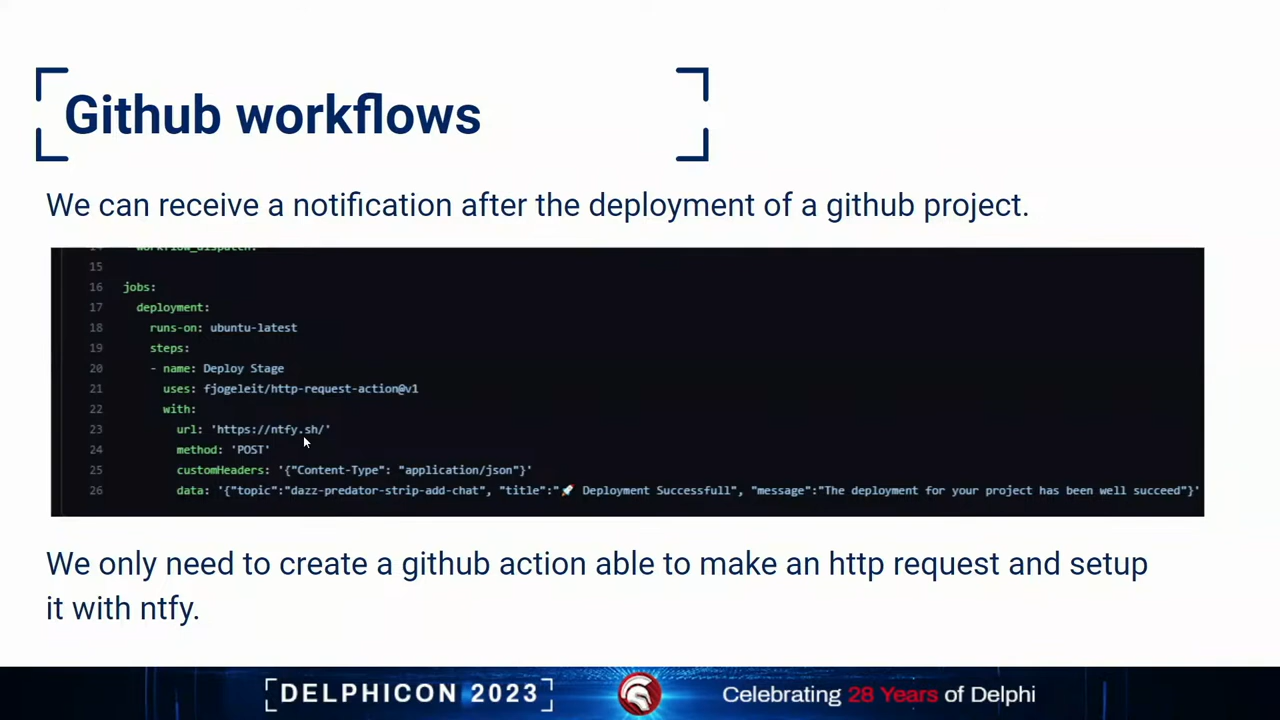 Github workflows
We can receive a notification after the deployment of a github project.
14 workflow_dispatch:
15
16 jobs:
17 deployment:
18 runs-on: ubuntu-latest
19 steps:
20 - name: Deploy Stage
21 uses: fjogeleit/http-request-action@v1
22 with:
23 url: 'https://ntfy.sh/'
24 method: 'POST'
25 customHeaders: '{"Content-Type": "application/json"}'
26 data: '{"topic":"dazz-predator-strip-add-chat", "title":"🚀 Deployment Successfull", "message":"The deployment for your project has been well succeed"}'
We only need to create a github action able to make an http request and setup
it with ntfy.
DELPHICON 2023 Celebrating 28 Years of Delphi